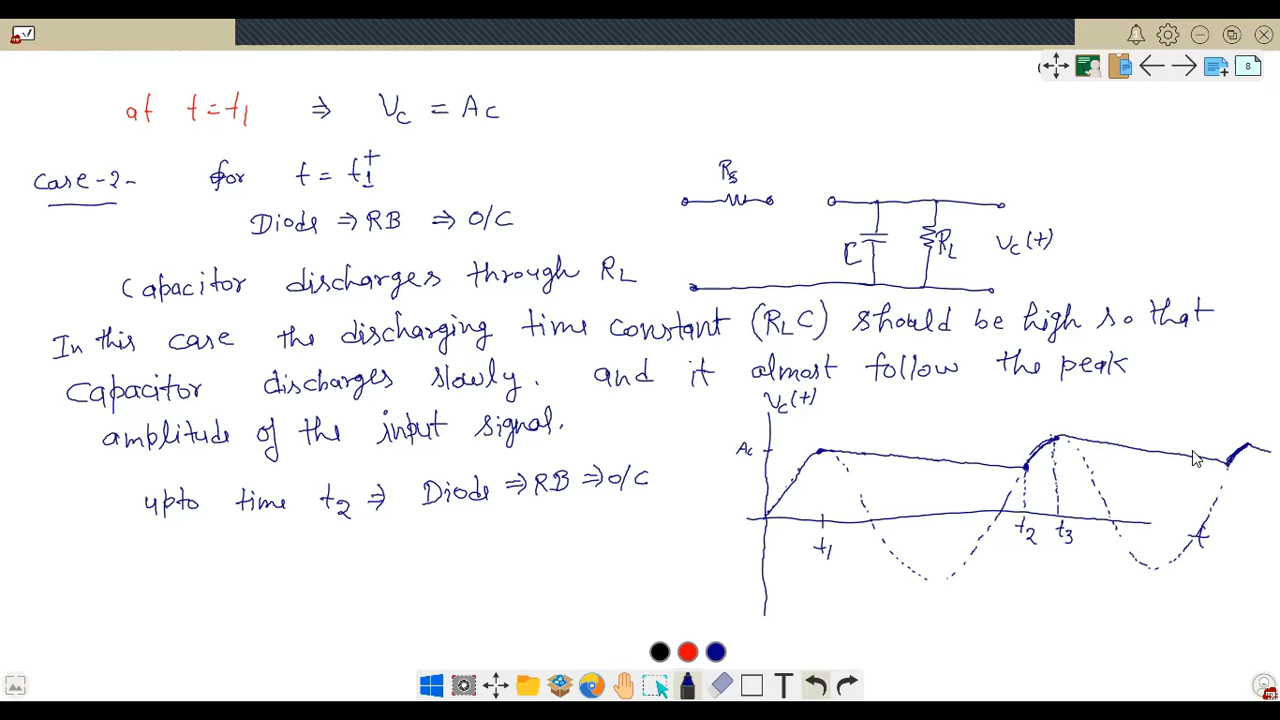 8
at t=t1 ⇒ Vc = Ac
Case-2- for t = t1+
Diode ⇒ RB ⇒ O/C
Capacitor discharges through RL
In this case the discharging time constant (RLC) should be high so that
Capacitor discharges slowly. and it almost follow the peak
amplitude of the input signal.
upto time t2 ⇒ Diode ⇒ RB ⇒ O/C
Rs
C
RL
Vc(t)
Vc(t)
Ac
t1
t2
t3
t
T